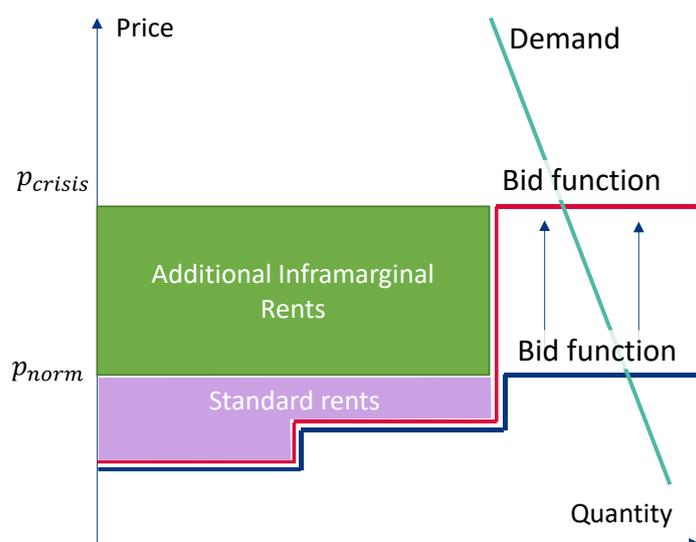 Price
Demand
p_crisis
Bid function
Additional Inframarginal
Rents
Bid function
p_norm
Standard rents
Quantity